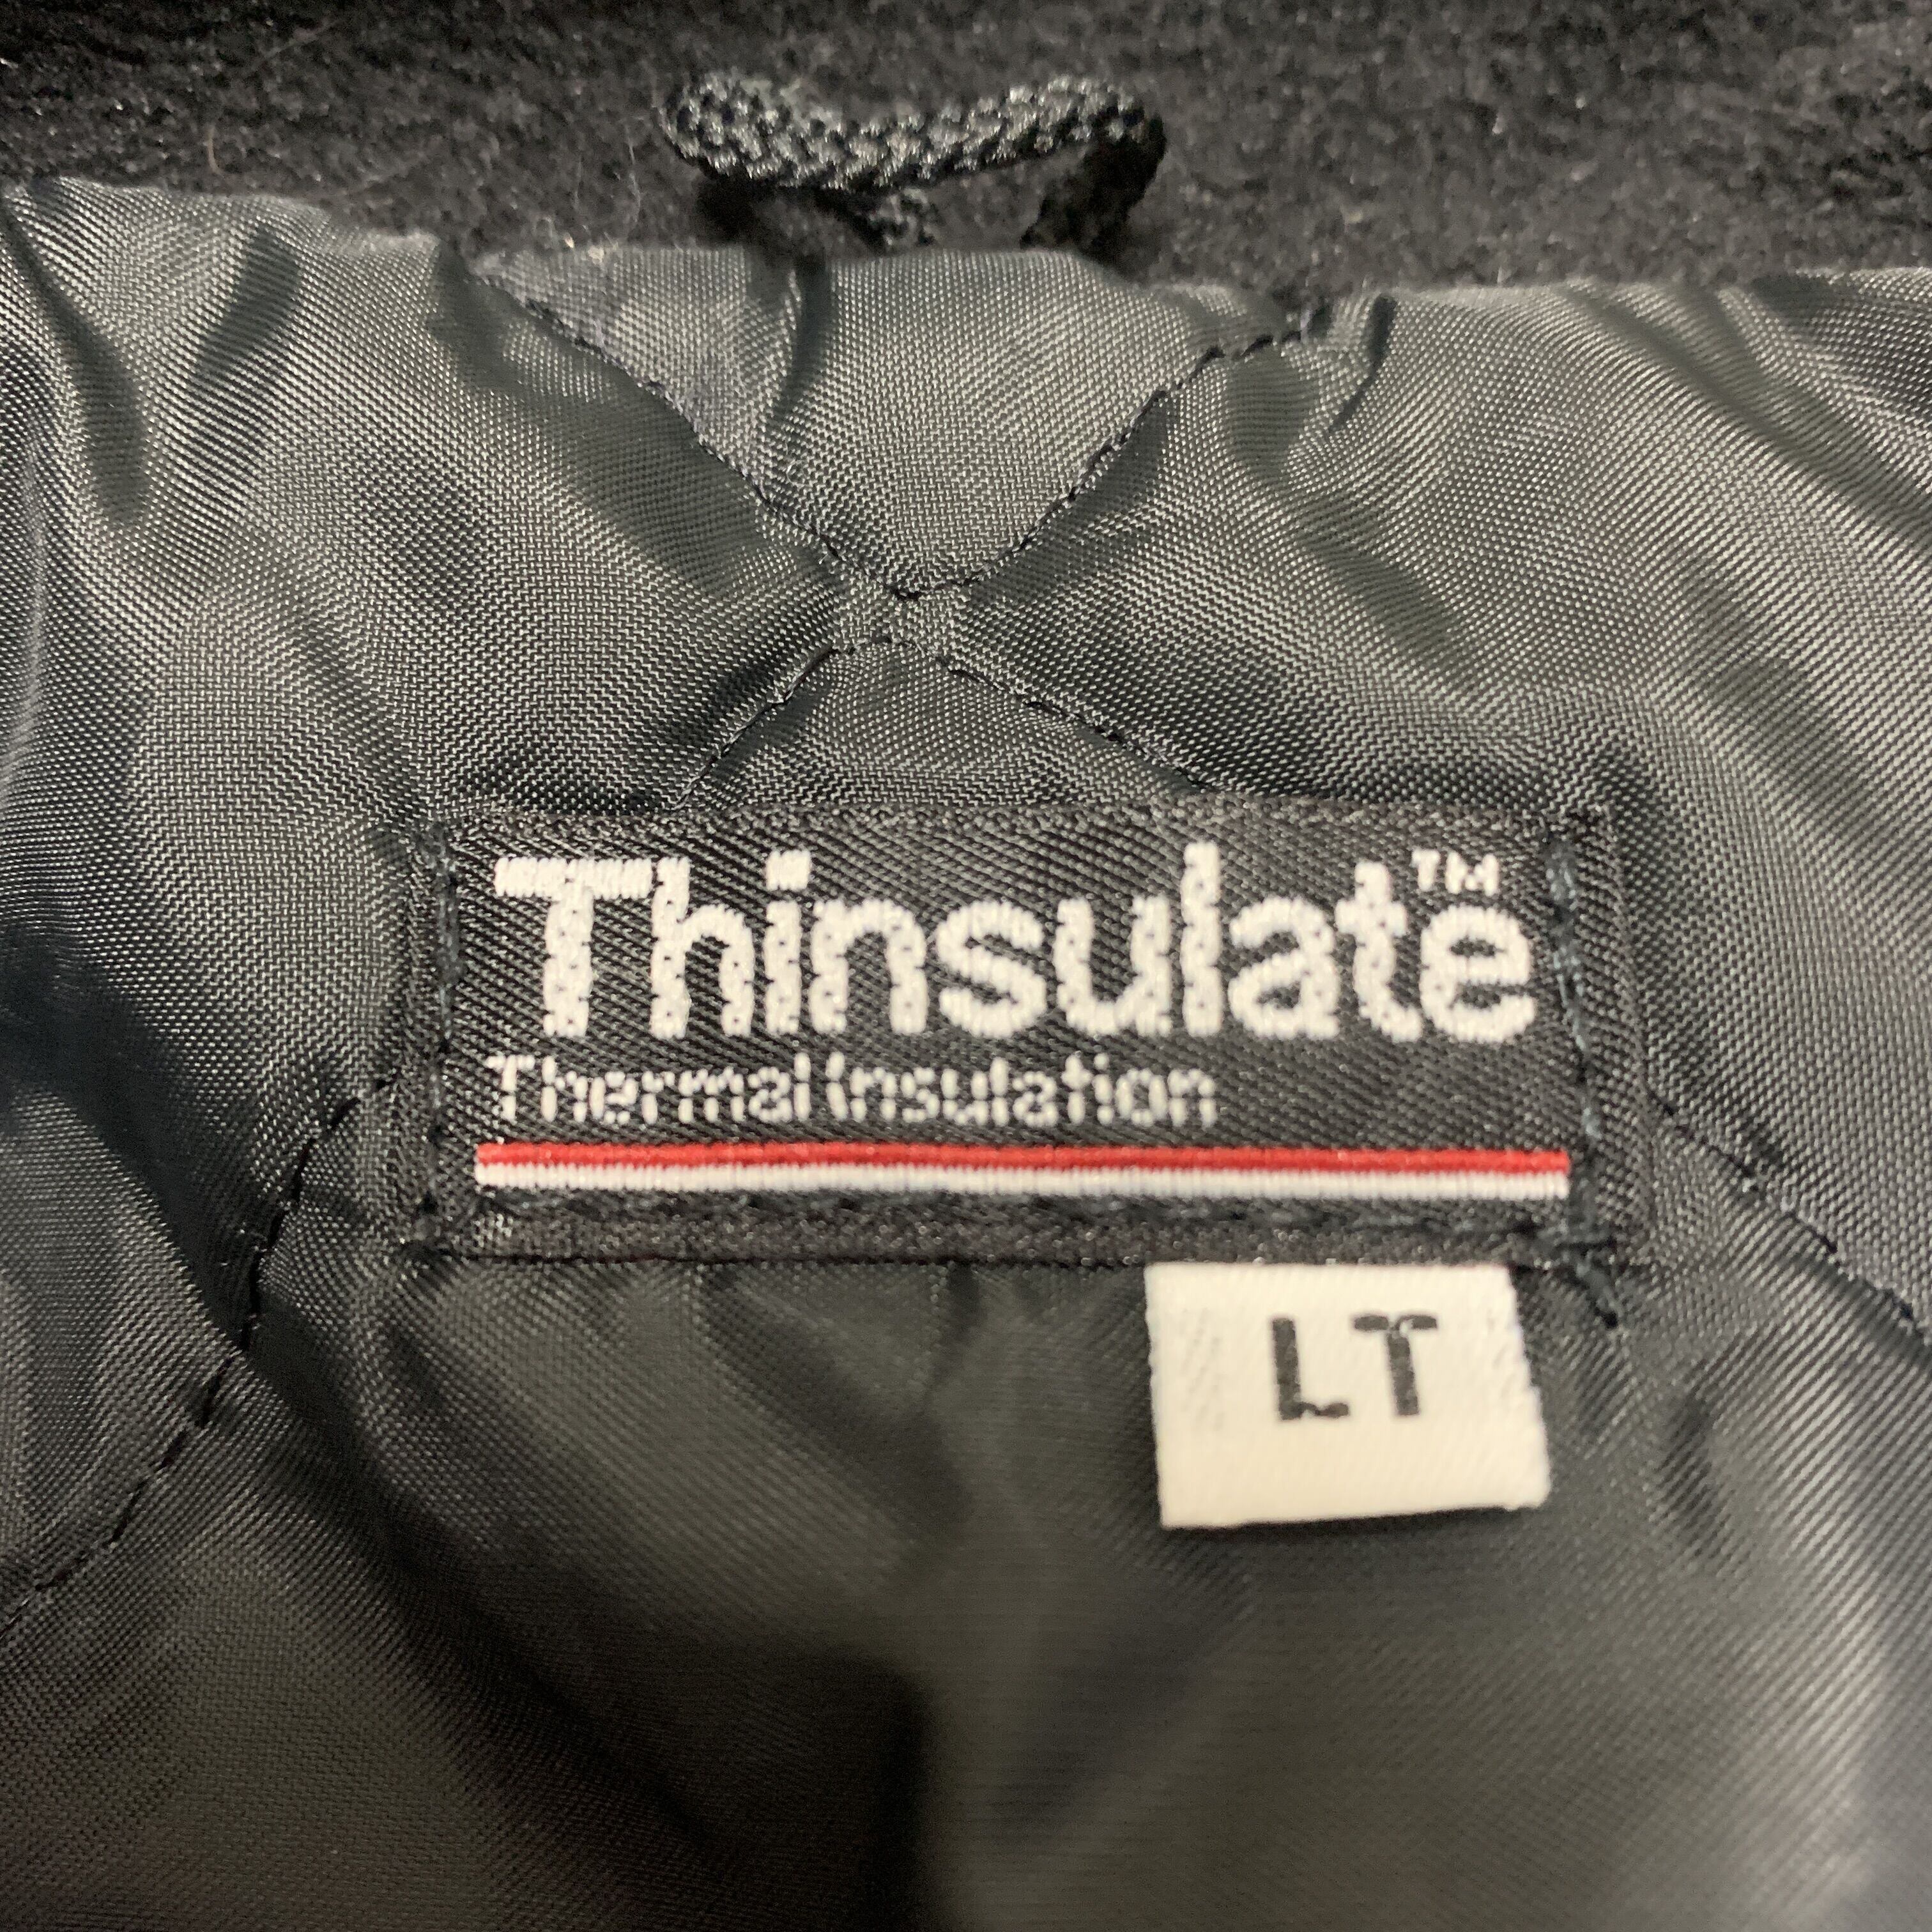 Thinsulate™
Thermal Insulation
LT